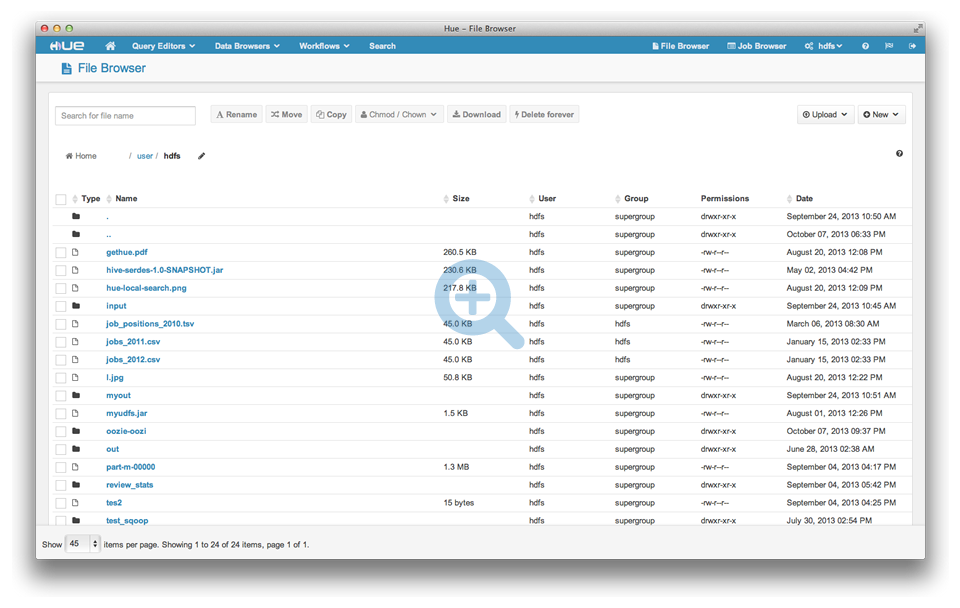 Hue – File Browser
HUE Query Editors Data Browsers Workflows Search File Browser Job Browser hdfs
File Browser
Search for file name Rename Move Copy Chmod / Chown Download Delete forever Upload New
Home / user / hdfs
Type Name Size User Group Permissions Date
. hdfs supergroup drwxr-xr-x September 24, 2013 10:50 AM
.. hdfs supergroup drwxr-xr-x October 07, 2013 06:33 PM
gethue.pdf 260.5 KB hdfs supergroup -rw-r--r-- August 20, 2013 12:08 PM
hive-serdes-1.0-SNAPSHOT.jar 230.6 KB hdfs supergroup -rw-r--r-- May 02, 2013 04:42 PM
hue-local-search.png 217.8 KB hdfs supergroup -rw-r--r-- August 20, 2013 12:09 PM
input hdfs supergroup drwxr-xr-x September 24, 2013 10:45 AM
job_positions_2010.tsv 45.0 KB hdfs hdfs -rw-r--r-- March 06, 2013 08:30 AM
jobs_2011.csv 45.0 KB hdfs hdfs -rw-r--r-- January 15, 2013 02:33 PM
jobs_2012.csv 45.0 KB hdfs hdfs -rw-r--r-- January 15, 2013 02:33 PM
l.jpg 50.8 KB hdfs supergroup -rw-r--r-- August 20, 2013 12:22 PM
myout hdfs supergroup drwxr-xr-x September 24, 2013 10:51 AM
myudfs.jar 1.5 KB hdfs supergroup -rw-r--r-- August 01, 2013 12:26 PM
oozie-oozi hdfs supergroup drwxr-xr-x October 07, 2013 09:37 PM
out hdfs supergroup drwxr-xr-x June 28, 2013 02:38 AM
part-m-00000 1.3 MB hdfs supergroup -rw-r--r-- September 04, 2013 04:17 PM
review_stats hdfs supergroup drwxr-xr-x September 04, 2013 05:42 PM
tes2 15 bytes hdfs supergroup -rw-r--r-- September 04, 2013 04:25 PM
test_sqoop hdfs supergroup drwxr-xr-x July 30, 2013 02:54 PM
Show 45 items per page. Showing 1 to 24 of 24 items, page 1 of 1.